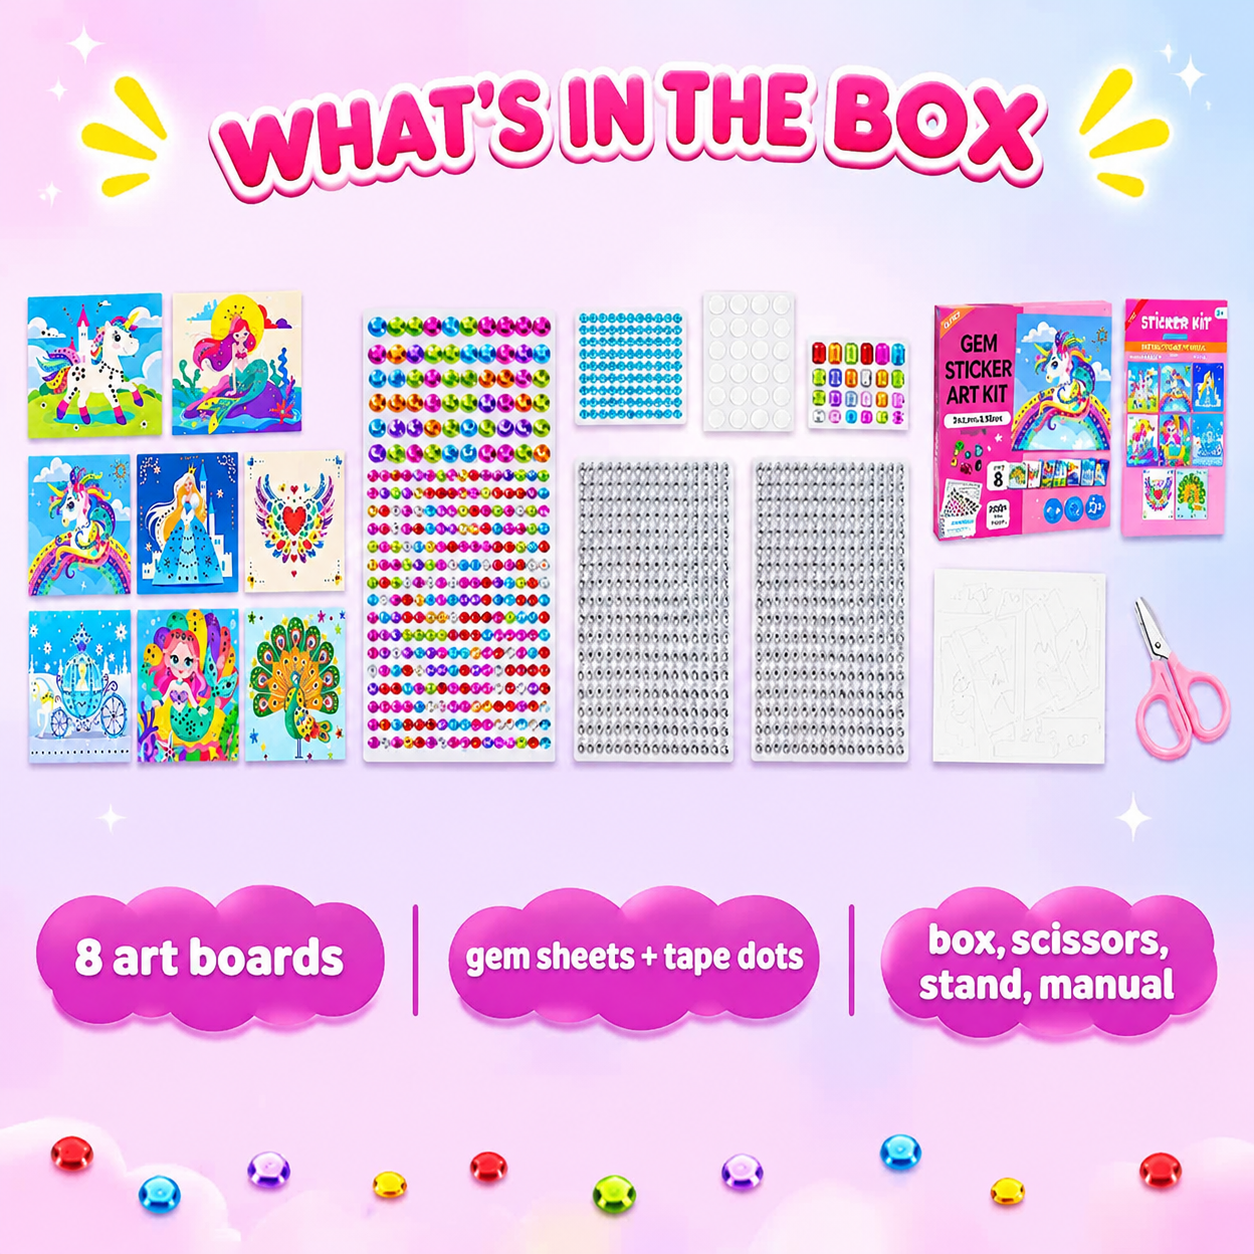 WHAT'S IN THE BOX
GEM
STICKER
ART KIT
8
STICKER KIT
3+
8 art boards
gem sheets + tape dots
box, scissors,
stand, manual